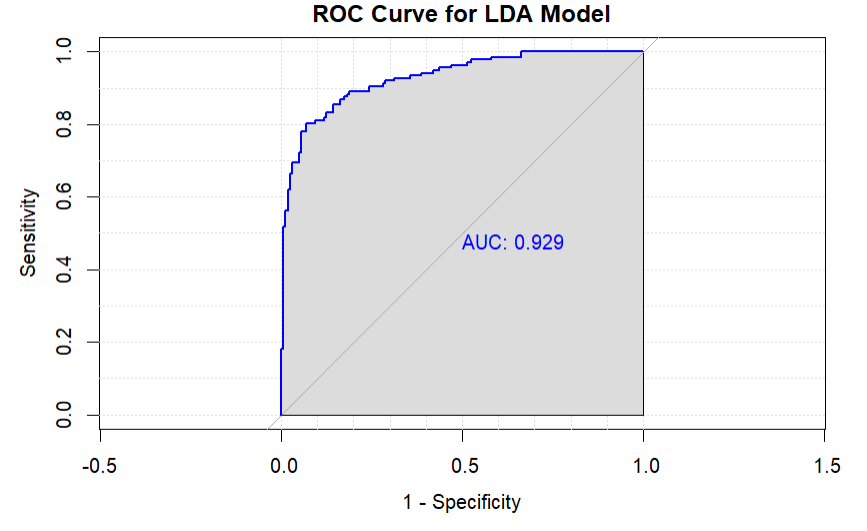 ROC Curve for LDA Model
Sensitivity
1.0
0.8
0.6
0.4
0.2
0.0
AUC: 0.929
-0.5 0.0 0.5 1.0 1.5
1 - Specificity